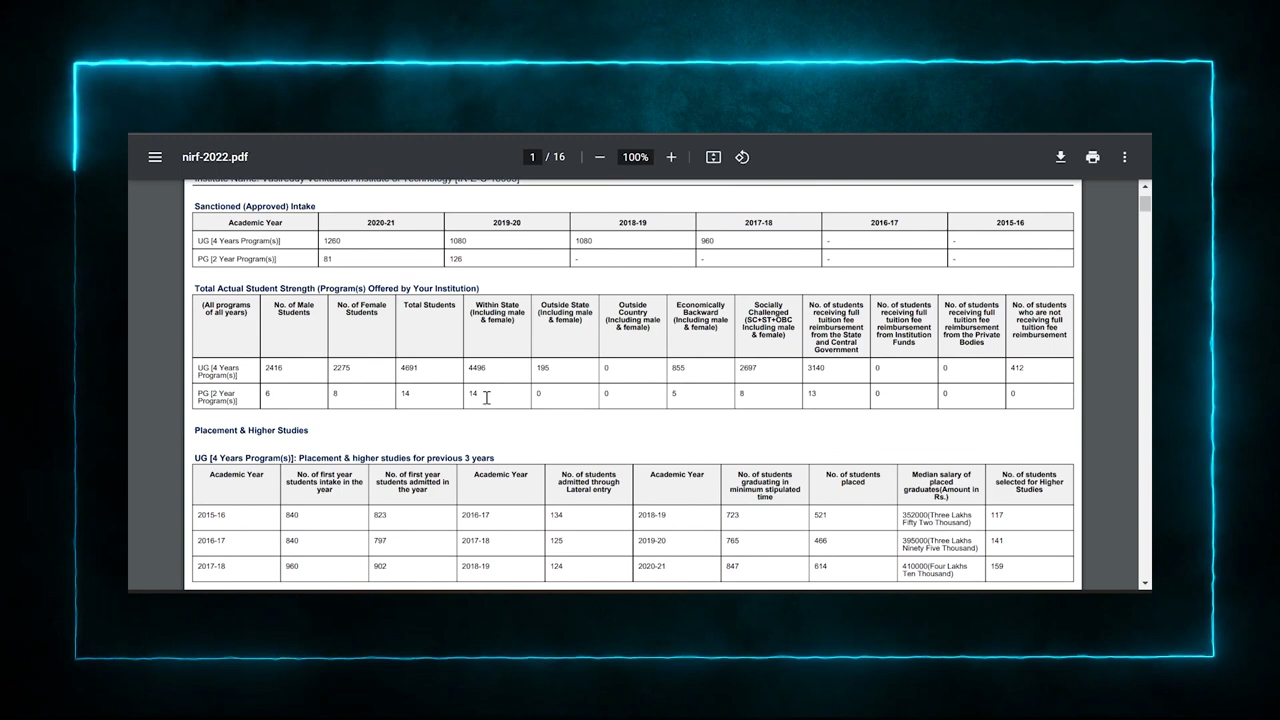 nirf-2022.pdf
1 / 16
100%
Institute Name: Vasireddy Venkatadri Institute of Technology
Sanctioned (Approved) Intake
Academic Year 2020-21 2019-20 2018-19 2017-18 2016-17 2015-16
UG [4 Years Program(s)] 1260 1080 1080 960 - -
PG [2 Year Program(s)] 81 126 - - - -
Total Actual Student Strength (Program(s) Offered by Your Institution)
(All programs of all years) No. of Male Students No. of Female Students Total Students Within State (Including male & female) Outside State (Including male & female) Outside Country (Including male & female) Economically Backward (Including male & female) Socially Challenged (SC+ST+OBC Including male & female) No. of students receiving full tuition fee reimbursement from the State and Central Government No. of students receiving full tuition fee reimbursement from Institution Funds No. of students receiving full tuition fee reimbursement from the Private Bodies No. of students who are not receiving full tuition fee reimbursement
UG [4 Years Program(s)] 2416 2275 4691 4496 195 0 855 2697 3140 0 0 412
PG [2 Year Program(s)] 6 8 14 14 0 0 5 8 13 0 0 0
Placement & Higher Studies
UG [4 Years Program(s)]: Placement & higher studies for previous 3 years
Academic Year No. of first year students intake in the year No. of first year students admitted in the year Academic Year No. of students admitted through Lateral entry Academic Year No. of students graduating in minimum stipulated time No. of students placed Median salary of placed graduates(Amount in Rs.) No. of students selected for Higher Studies
2015-16 840 823 2016-17 134 2018-19 723 521 352000(Three Lakhs Fifty Two Thousand) 117
2016-17 840 797 2017-18 125 2019-20 765 466 395000(Three Lakhs Ninety Five Thousand) 141
2017-18 960 902 2018-19 124 2020-21 847 614 410000(Four Lakhs Ten Thousand) 159